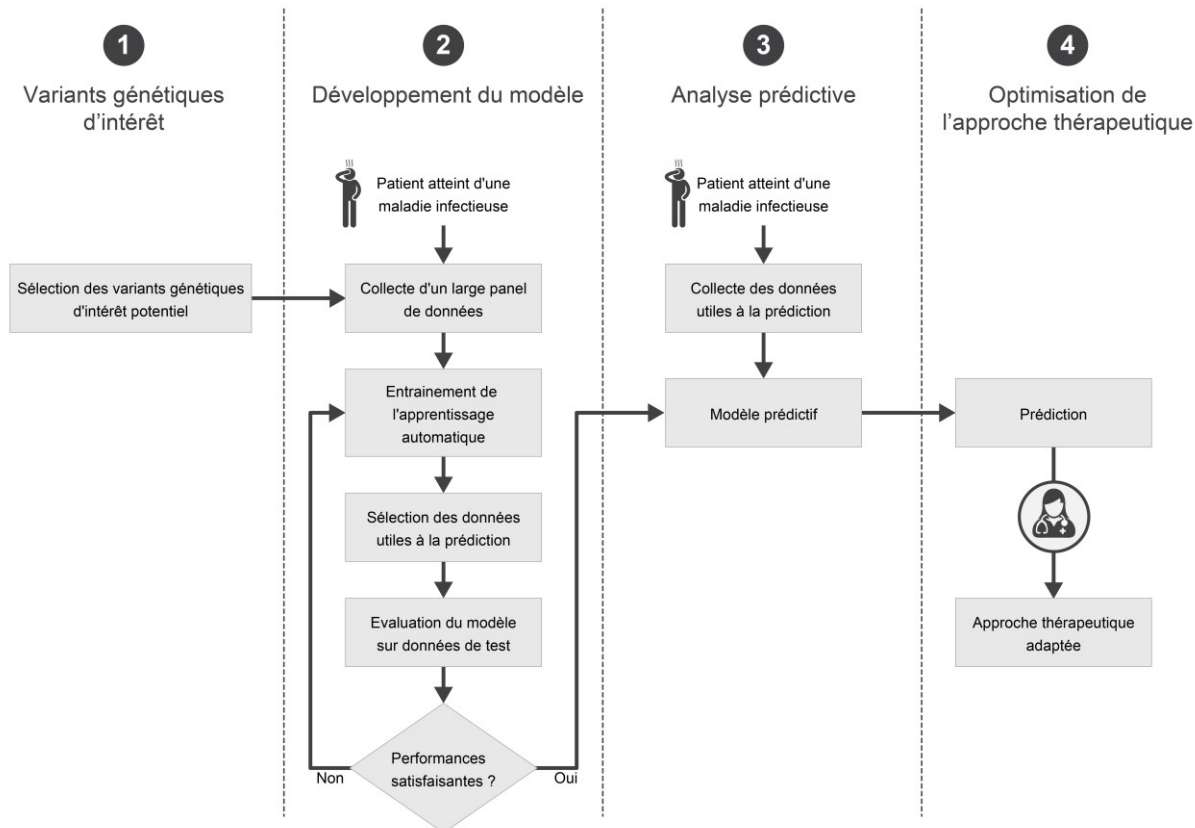 1
Variants génétiques
d'intérêt
Sélection des variants génétiques
d'intérêt potentiel
2
Développement du modèle
Patient atteint d'une
maladie infectieuse
Collecte d'un large panel
de données
Entrainement de
l'apprentissage
automatique
Sélection des données
utiles à la prédiction
Evaluation du modèle
sur données de test
Performances
satisfaisantes ?
Non
Oui
3
Analyse prédictive
Patient atteint d'une
maladie infectieuse
Collecte des données
utiles à la prédiction
Modèle prédictif
4
Optimisation de
l'approche thérapeutique
Prédiction
Approche thérapeutique
adaptée